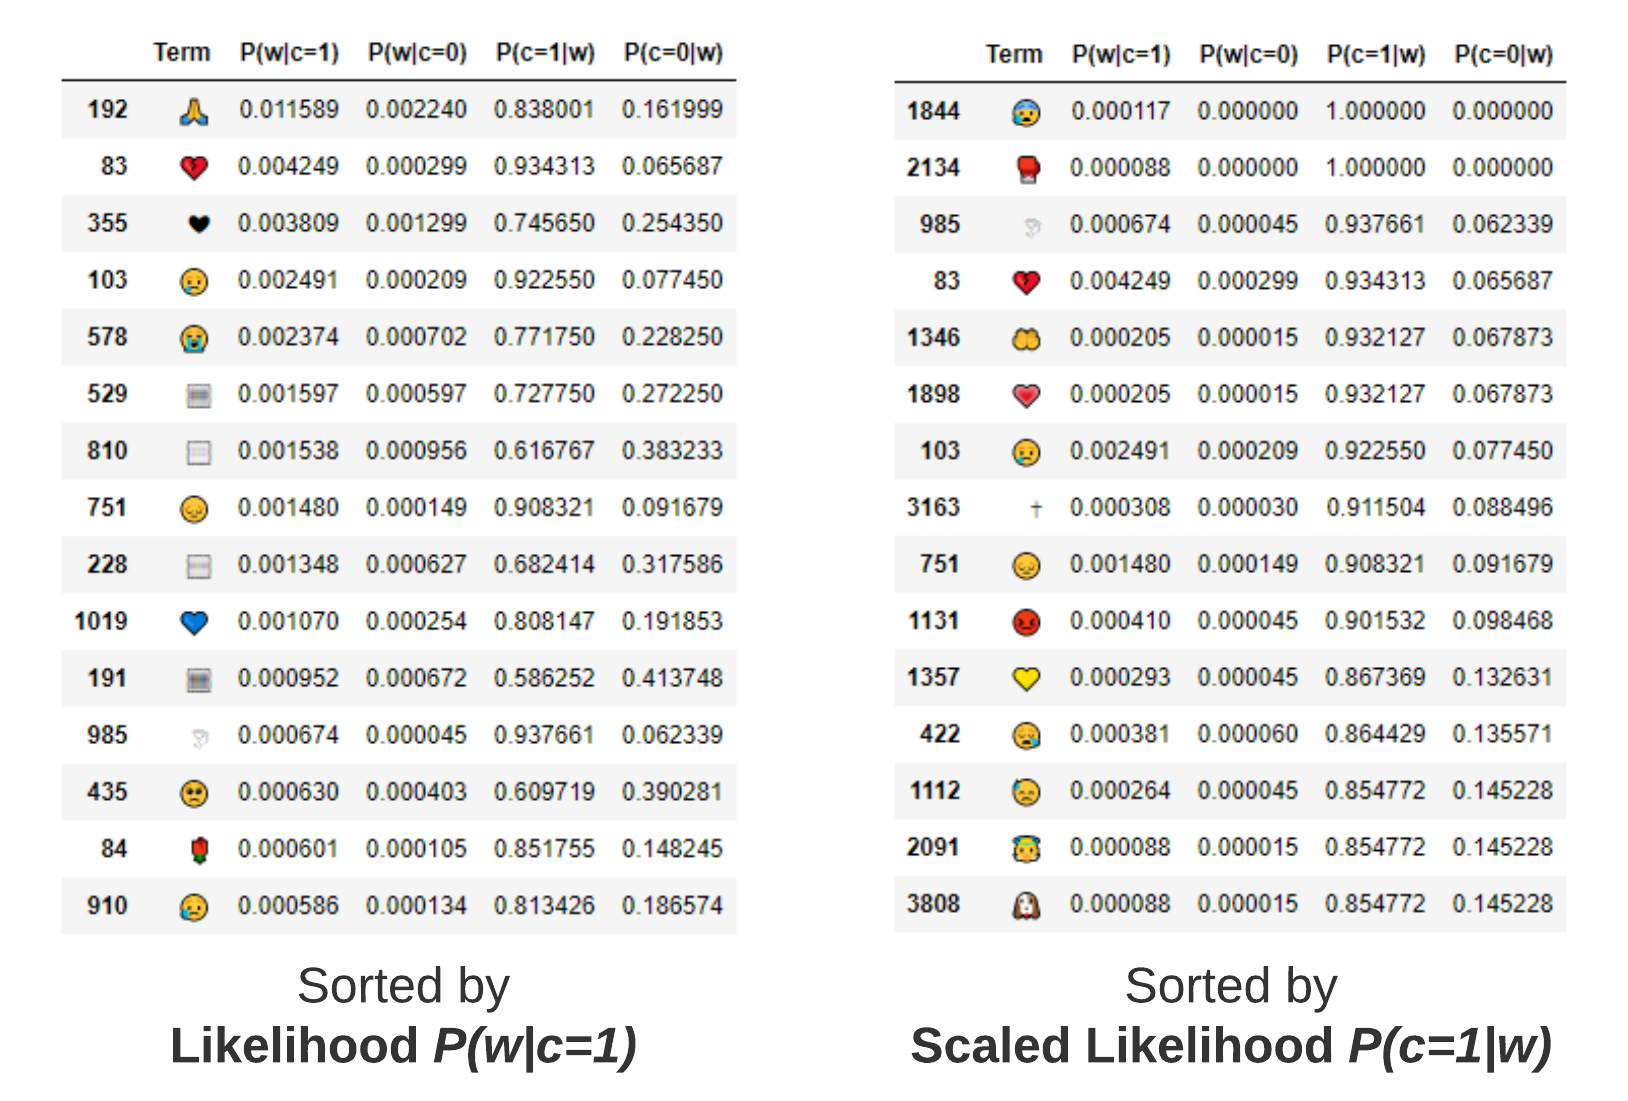 Term P(w|c=1) P(w|c=0) P(c=1|w) P(c=0|w)
192 🙏 0.011589 0.002240 0.838001 0.161999
83 💔 0.004249 0.000299 0.934313 0.065687
355 🖤 0.003809 0.001299 0.745650 0.254350
103 😢 0.002491 0.000209 0.922550 0.077450
578 😭 0.002374 0.000702 0.771750 0.228250
529 0.001597 0.000597 0.727750 0.272250
810 0.001538 0.000956 0.616767 0.383233
751 😞 0.001480 0.000149 0.908321 0.091679
228 0.001348 0.000627 0.682414 0.317586
1019 💙 0.001070 0.000254 0.808147 0.191853
191 0.000952 0.000672 0.586252 0.413748
985 🕊 0.000674 0.000045 0.937661 0.062339
435 🥺 0.000630 0.000403 0.609719 0.390281
84 🌹 0.000601 0.000105 0.851755 0.148245
910 😥 0.000586 0.000134 0.813426 0.186574
Sorted by
Likelihood P(w|c=1)
Term P(w|c=1) P(w|c=0) P(c=1|w) P(c=0|w)
1844 😰 0.000117 0.000000 1.000000 0.000000
2134 🥊 0.000088 0.000000 1.000000 0.000000
985 🕊 0.000674 0.000045 0.937661 0.062339
83 💔 0.004249 0.000299 0.934313 0.065687
1346 🤲 0.000205 0.000015 0.932127 0.067873
1898 💗 0.000205 0.000015 0.932127 0.067873
103 😢 0.002491 0.000209 0.922550 0.077450
3163 ✝ 0.000308 0.000030 0.911504 0.088496
751 😞 0.001480 0.000149 0.908321 0.091679
1131 😡 0.000410 0.000045 0.901532 0.098468
1357 💛 0.000293 0.000045 0.867369 0.132631
422 😪 0.000381 0.000060 0.864429 0.135571
1112 😓 0.000264 0.000045 0.854772 0.145228
2091 😇 0.000088 0.000015 0.854772 0.145228
3808 🐶 0.000088 0.000015 0.854772 0.145228
Sorted by
Scaled Likelihood P(c=1|w)